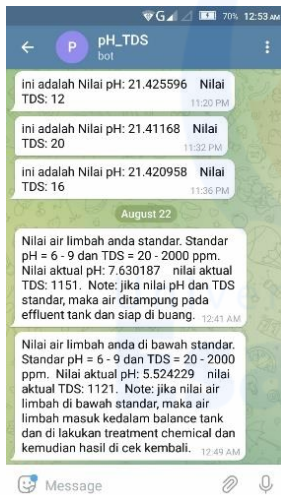 70% 12:53 AM
P pH_TDS
bot
ini adalah Nilai pH: 21.425596 Nilai
TDS: 12
11:20 PM
ini adalah Nilai pH: 21.41168 Nilai
TDS: 20
11:32 PM
ini adalah Nilai pH: 21.420958 Nilai
TDS: 16
11:36 PM
August 22
Nilai air limbah anda standar. Standar
pH = 6 - 9 dan TDS = 20 - 2000 ppm.
Nilai aktual pH: 7.630187 nilai aktual
TDS: 1151. Note: jika nilai pH dan TDS
standar, maka air ditampung pada
effluent tank dan siap di buang. 12:41 AM
Nilai air limbah anda di bawah standar.
Standar pH = 6 - 9 dan TDS = 20 - 2000
ppm. Nilai aktual pH: 5.524229 nilai
aktual TDS: 1121. Note: jika nilai air
limbah di bawah standar, maka air
limbah masuk kedalam balance tank
dan di lakukan treatment chemical dan
kemudian hasil di cek kembali. 12:49 AM
Message